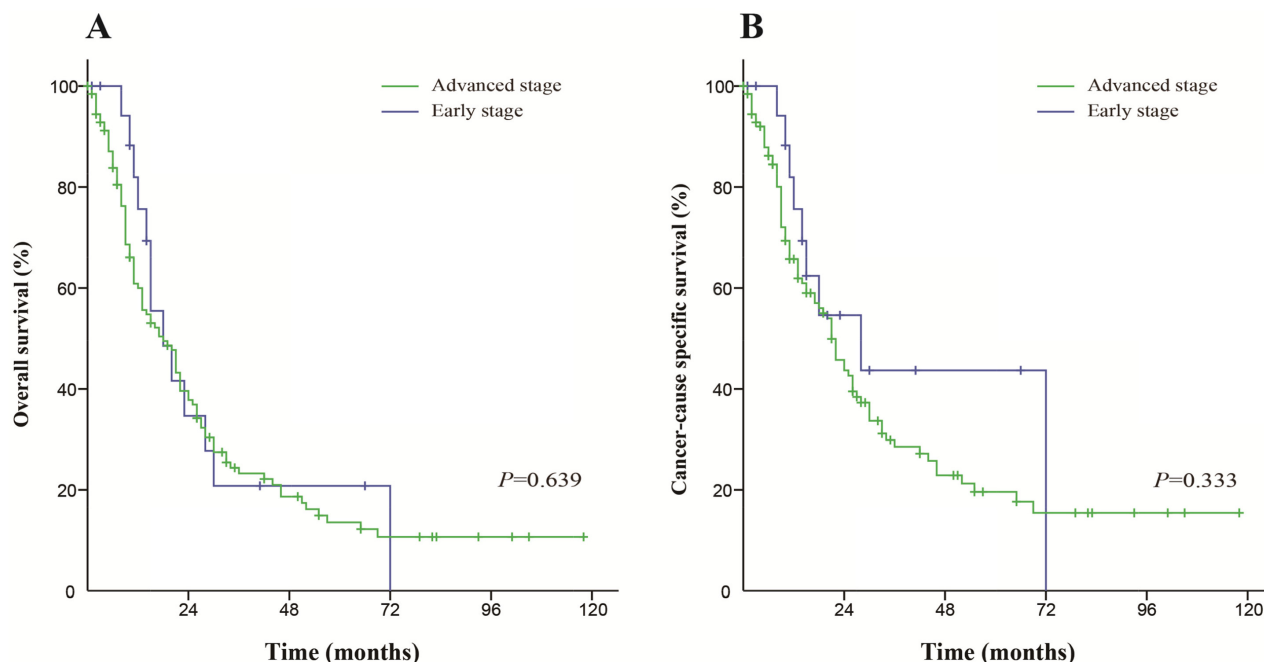 A
Advanced stage
Early stage
Overall survival (%)
100
80
60
40
20
0
P=0.639
24
48
72
96
120
Time (months)
B
Advanced stage
Early stage
Cancer-cause specific survival (%)
100
80
60
40
20
0
P=0.333
24
48
72
96
120
Time (months)